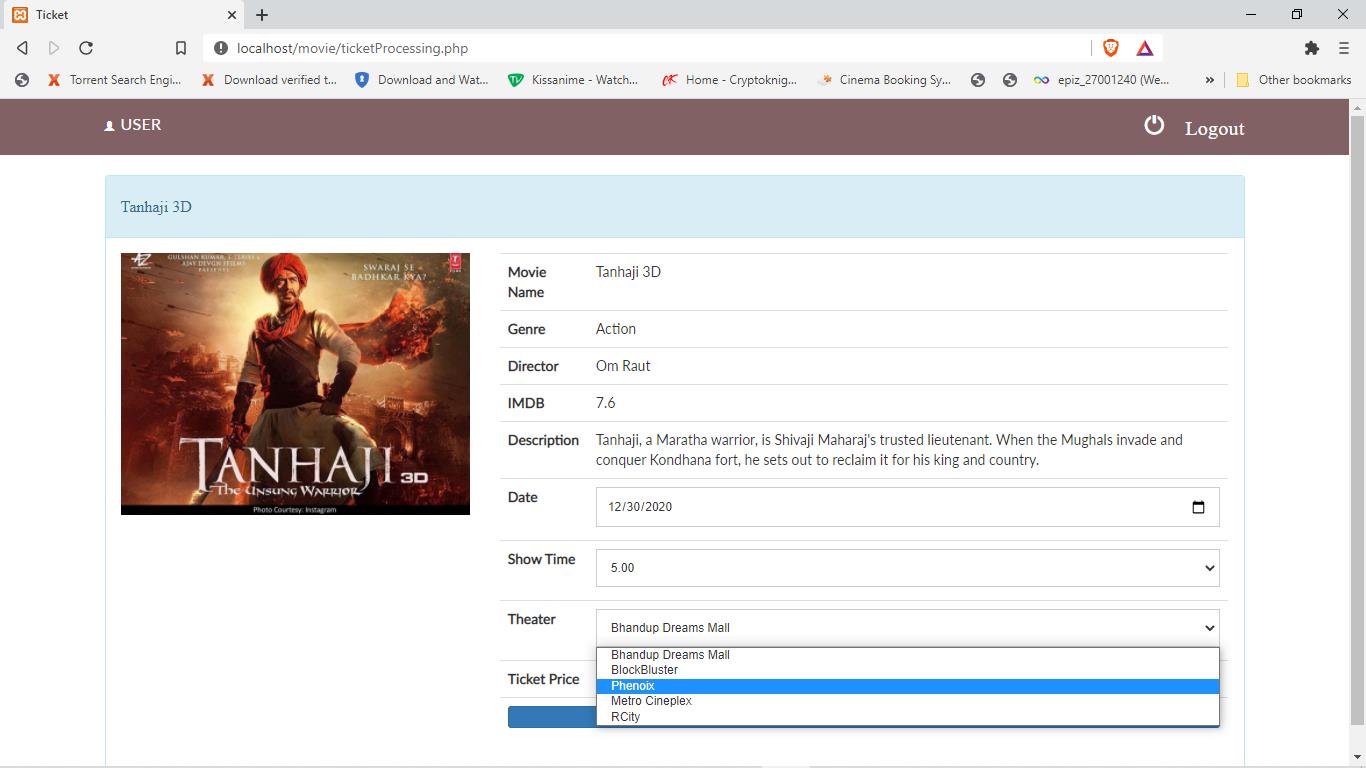 Ticket
localhost/movie/ticketProcessing.php
Torrent Search Engi... Download verified t... Download and Wat... Kissanime - Watch... Home - Cryptoknig... Cinema Booking Sy... epiz_27001240 (We... » Other bookmarks
USER
Logout
Tanhaji 3D
GULSHAN KUMAR, T-SERIES &
AJAY DEVGN FFILMS
PRESENTS
SWARAJ SE
BADHKAR KYA?
TANHAJI 3D
The Unsung Warrior
Photo Courtesy: Instagram
Movie Name Tanhaji 3D
Genre Action
Director Om Raut
IMDB 7.6
Description Tanhaji, a Maratha warrior, is Shivaji Maharaj's trusted lieutenant. When the Mughals invade and
conquer Kondhana fort, he sets out to reclaim it for his king and country.
Date 12/30/2020
Show Time 5.00
Theater Bhandup Dreams Mall
Bhandup Dreams Mall
BlockBluster
Ticket Price Phenoix
Metro Cineplex
RCity